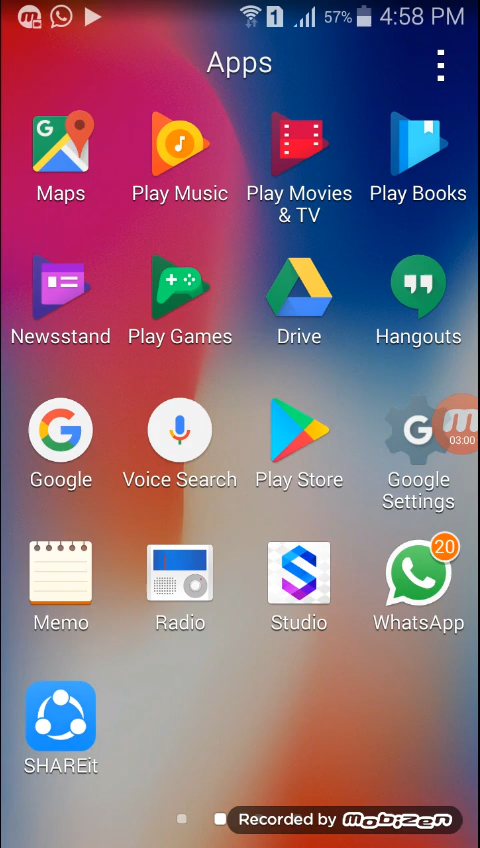 1 57% 4:58 PM
Apps
Maps
Play Music
Play Movies
& TV
Play Books
Newsstand
Play Games
Drive
Hangouts
Google
Voice Search
Play Store
Google
Settings
03:00
Memo
Radio
Studio
WhatsApp
20
SHAREit
Recorded by MOBIZEN